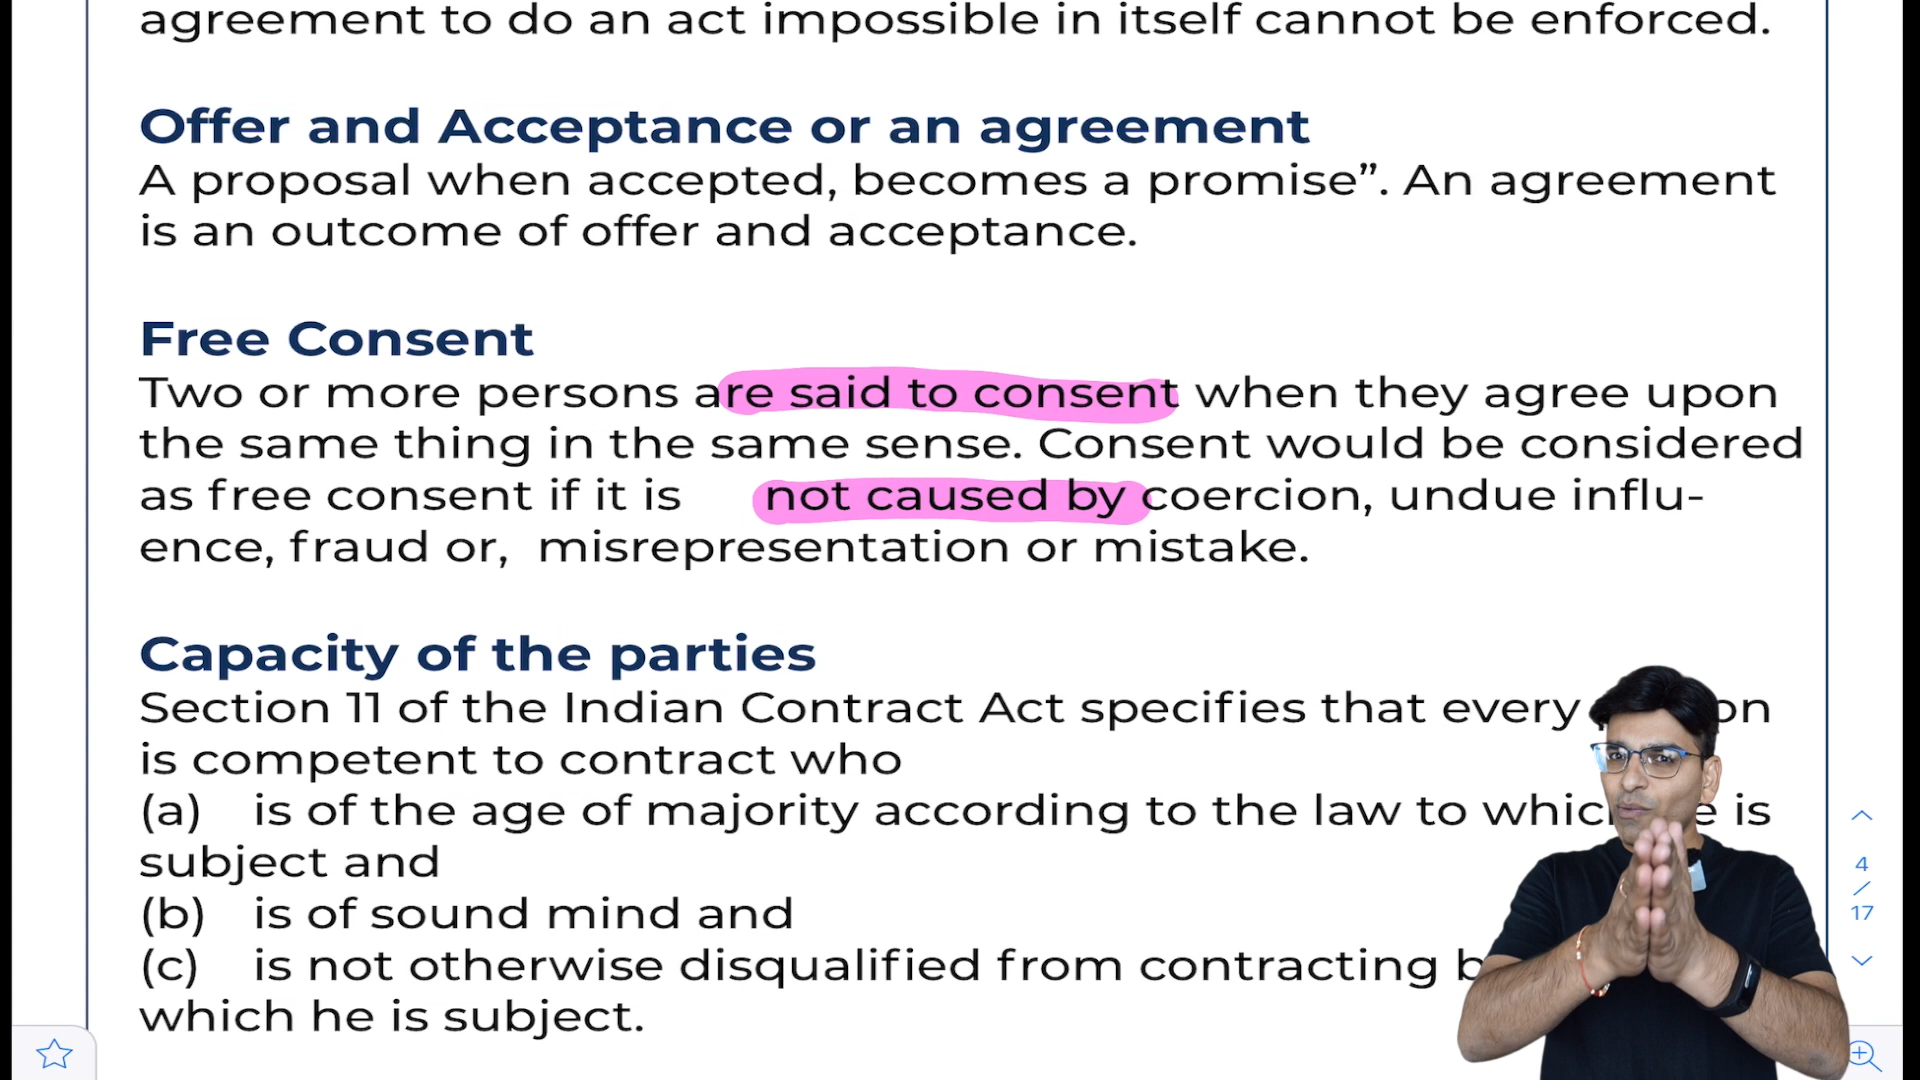 agreement to do an act impossible in itself cannot be enforced.
Offer and Acceptance or an agreement
A proposal when accepted, becomes a promise”. An agreement
is an outcome of offer and acceptance.
Free Consent
Two or more persons are said to consent when they agree upon
the same thing in the same sense. Consent would be considered
as free consent if it is not caused by coercion, undue influ-
ence, fraud or, misrepresentation or mistake.
Capacity of the parties
Section 11 of the Indian Contract Act specifies that every
is competent to contract who
(a) is of the age of majority according to the law to which is
subject and
(b) is of sound mind and
(c) is not otherwise disqualified from contracting
which he is subject.
4
/
17